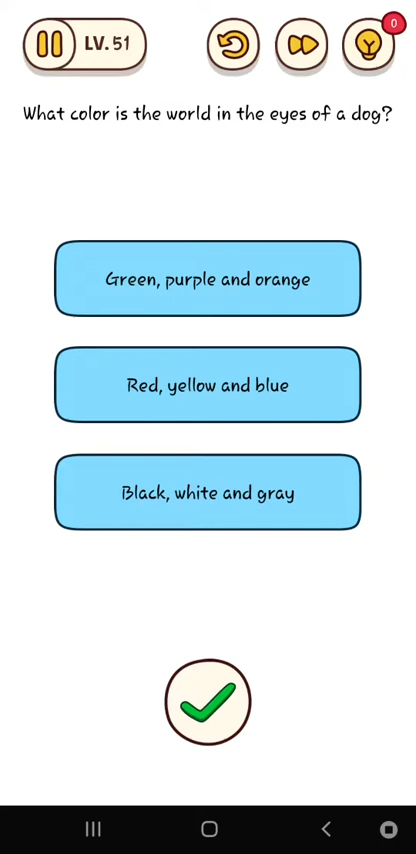 LV. 51
0
What color is the world in the eyes of a dog?
Green, purple and orange
Red, yellow and blue
Black, white and gray